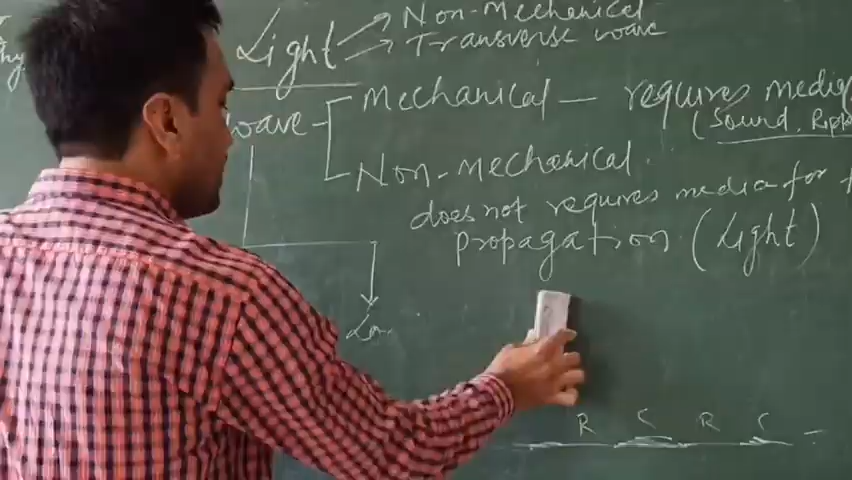 Non-Mechanical
Light
Transverse wave
Mechanical — requires media
(Sound. Ripp
wave
Non-mechanical.
does not requires media for t
propagation (Light)
R C R C -